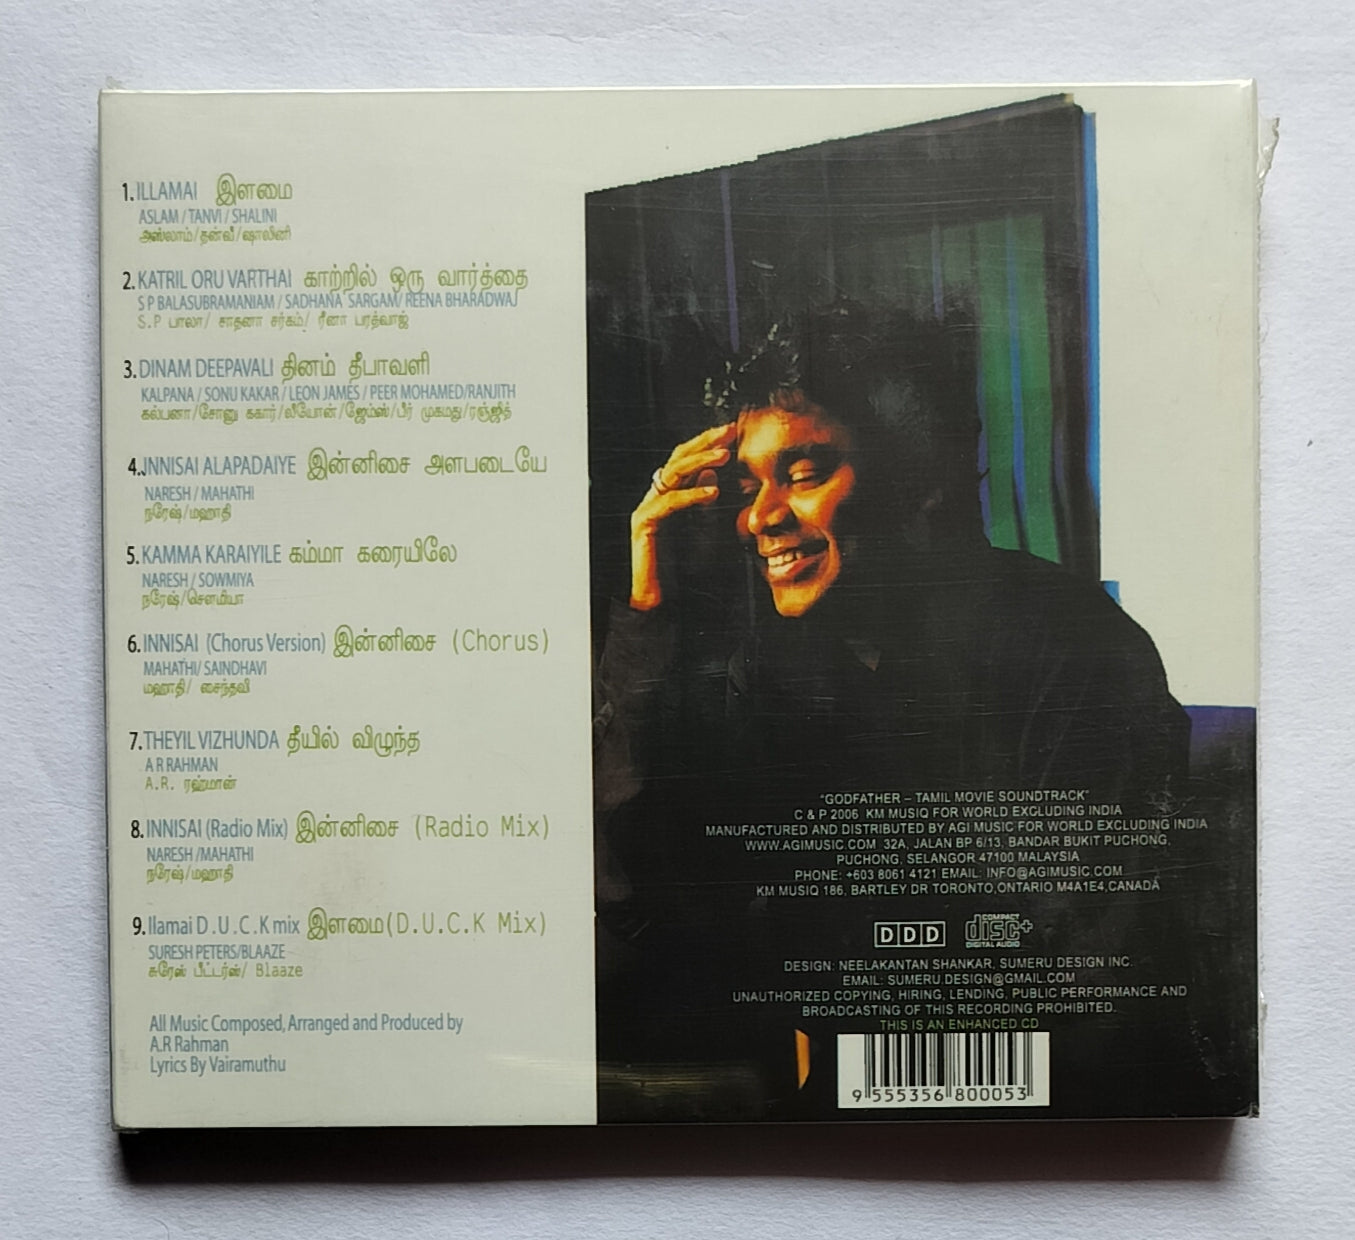 1. ILLAMAI இளமை
ASLAM / TANVI / SHALINI
அஸ்லாம்/தன்வீ/ஷாலினி
2. KATRIL ORU VARTHAI காற்றில் ஒரு வார்த்தை
S P BALASUBRAMANIAM / SADHANA SARGAM/ REENA BHARADWAJ
S.P பாலா/ சாதனா சர்கம்/ ரீனா பரத்வாஜ்
3. DINAM DEEPAVALI தினம் தீபாவளி
KALPANA / SONU KAKAR / LEON JAMES / PEER MOHAMED/RANJITH
கல்பனா/சோனு ககார்/லியோன்/ஜேம்ஸ்/பீர் முகமது/ரஞ்ஜித்
4. INNISAI ALAPADAIYE இன்னிசை அளபடையே
NARESH / MAHATHI
நரேஷ்/மஹாதி
5. KAMMA KARAIYILE கம்மா கரையிலே
NARESH / SOWMIYA
நரேஷ்/சௌமியா
6. INNISAI (Chorus Version) இன்னிசை (Chorus)
MAHATHI/ SAINDHAVI
மஹாதி/ சைந்தவி
7. THEYIL VIZHUNDA தீயில் விழுந்த
A R RAHMAN
A.R. ரஹ்மான்
8. INNISAI (Radio Mix) இன்னிசை (Radio Mix)
NARESH /MAHATHI
நரேஷ்/மஹாதி
9. Ilamai D.U.C.K mix இளமை(D.U.C.K Mix)
SURESH PETERS/BLAAZE
சுரேஸ் பீட்டர்ஸ்/ Blaaze
All Music Composed, Arranged and Produced by
A.R Rahman
Lyrics By Vairamuthu
"GODFATHER – TAMIL MOVIE SOUNDTRACK"
C & P 2006 KM MUSIQ FOR WORLD EXCLUDING INDIA
MANUFACTURED AND DISTRIBUTED BY AGI MUSIC FOR WORLD EXCLUDING INDIA
WWW.AGIMUSIC.COM 32A, JALAN BP 6/13, BANDAR BUKIT PUCHONG,
PUCHONG, SELANGOR 47100 MALAYSIA
PHONE: +603 8061 4121 EMAIL: INFO@AGIMUSIC.COM
KM MUSIQ 186, BARTLEY DR TORONTO,ONTARIO M4A1E4,CANADA
DDD
COMPACT
disc+
DIGITAL AUDIO
DESIGN: NEELAKANTAN SHANKAR, SUMERU DESIGN INC.
EMAIL: SUMERU.DESIGN@GMAIL.COM
UNAUTHORIZED COPYING, HIRING, LENDING, PUBLIC PERFORMANCE AND
BROADCASTING OF THIS RECORDING PROHIBITED.
THIS IS AN ENHANCED CD
9 555356 800053